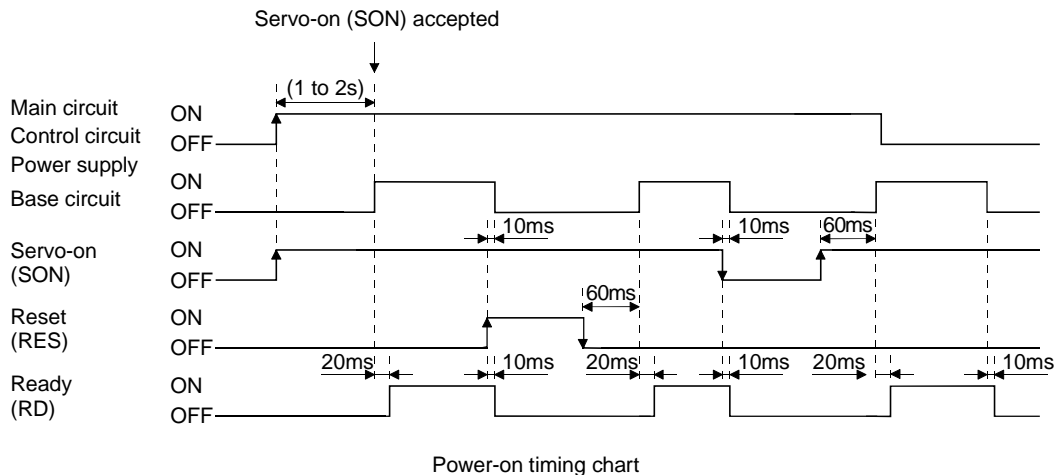 Servo-on (SON) accepted
(1 to 2s)
Main circuit
Control circuit
Power supply
ON
OFF
Base circuit
ON
OFF
10ms
10ms
60ms
Servo-on
(SON)
ON
OFF
60ms
Reset
(RES)
ON
OFF
20ms
10ms
20ms
10ms
20ms
10ms
Ready
(RD)
ON
OFF
Power-on timing chart